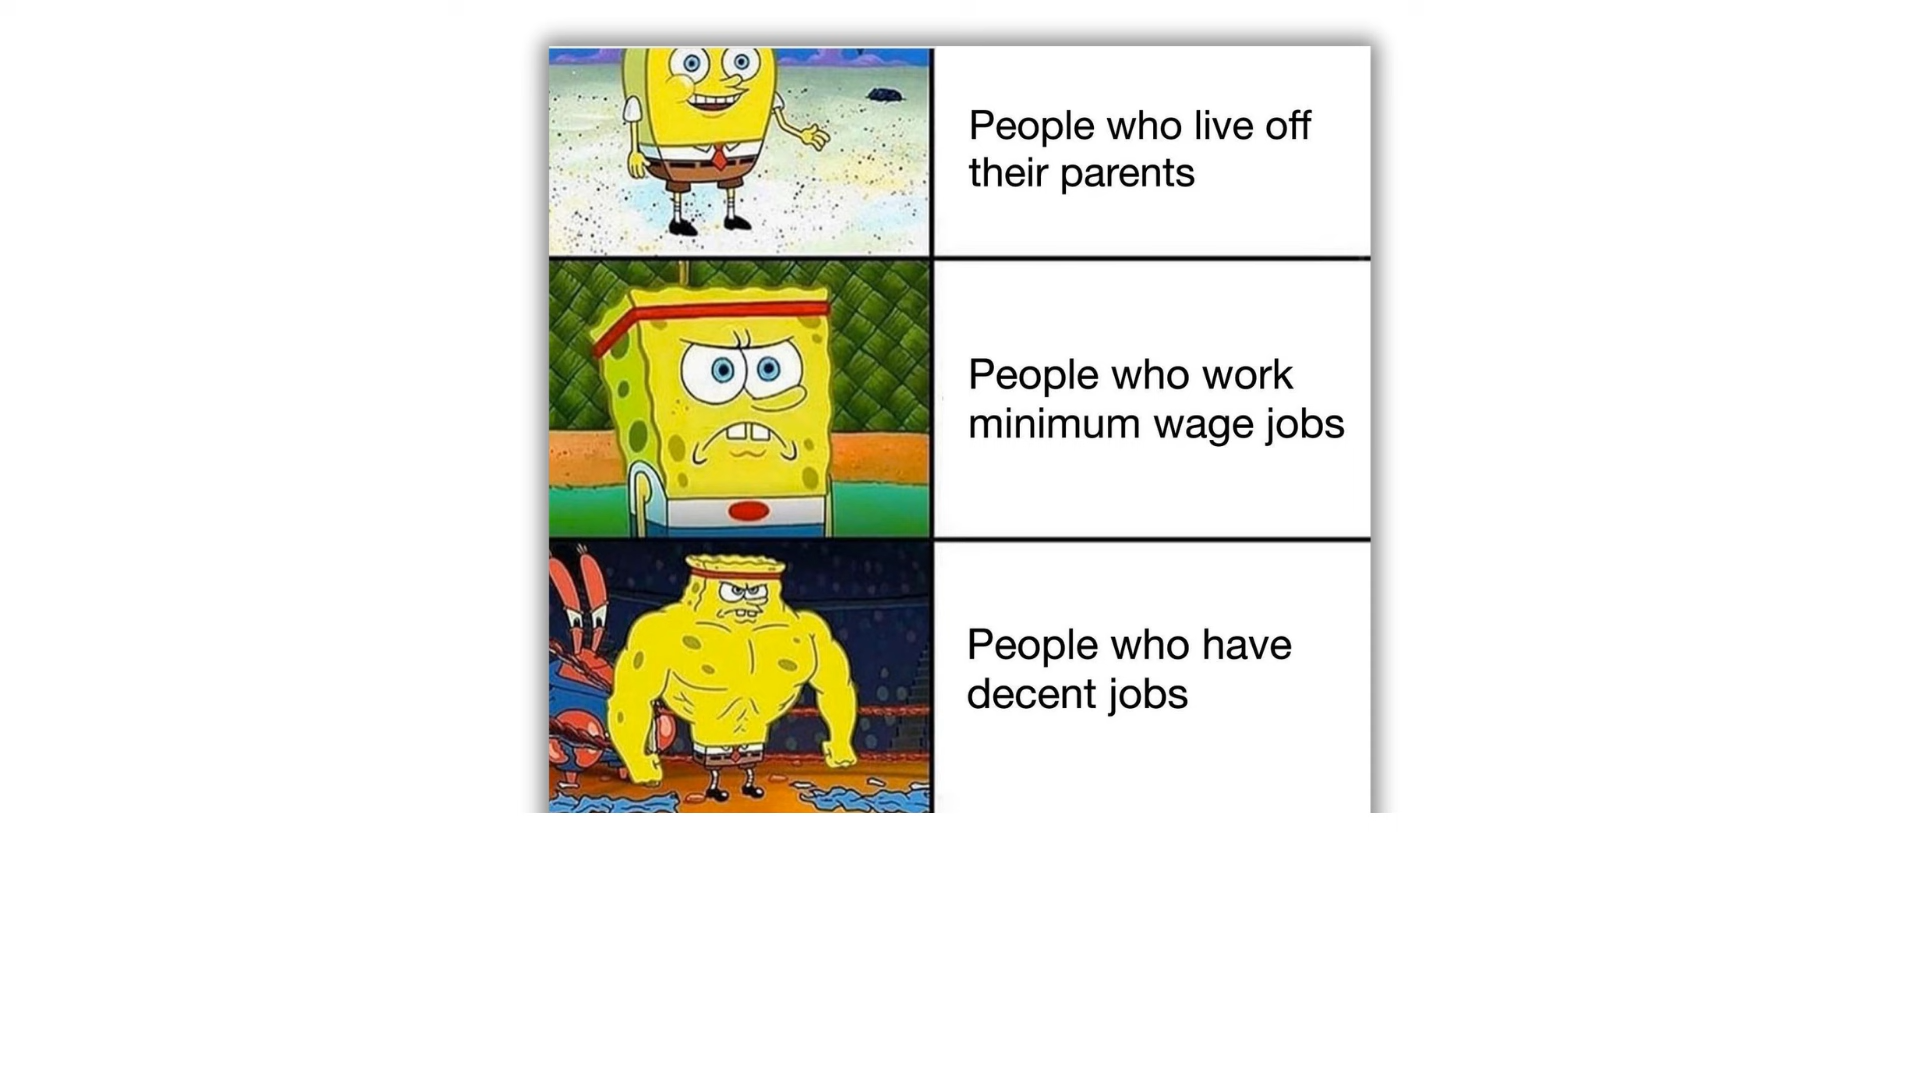 People who live off
their parents
People who work
minimum wage jobs
People who have
decent jobs